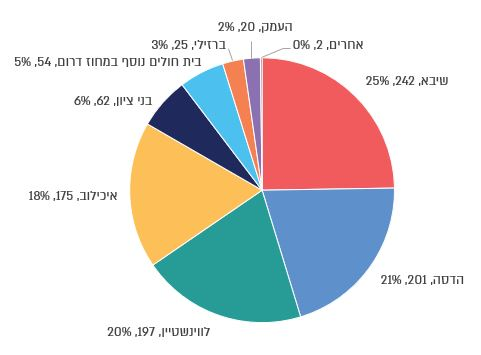 העמק, 20, 2%
אחרים, 2, 0%
ברזילי, 25, 3%
בית חולים נוסף במחוז דרום, 54, 5%
שיבא, 242, 25%
בני ציון, 62, 6%
איכילוב, 175, 18%
הדסה, 201, 21%
לווינשטיין, 197, 20%